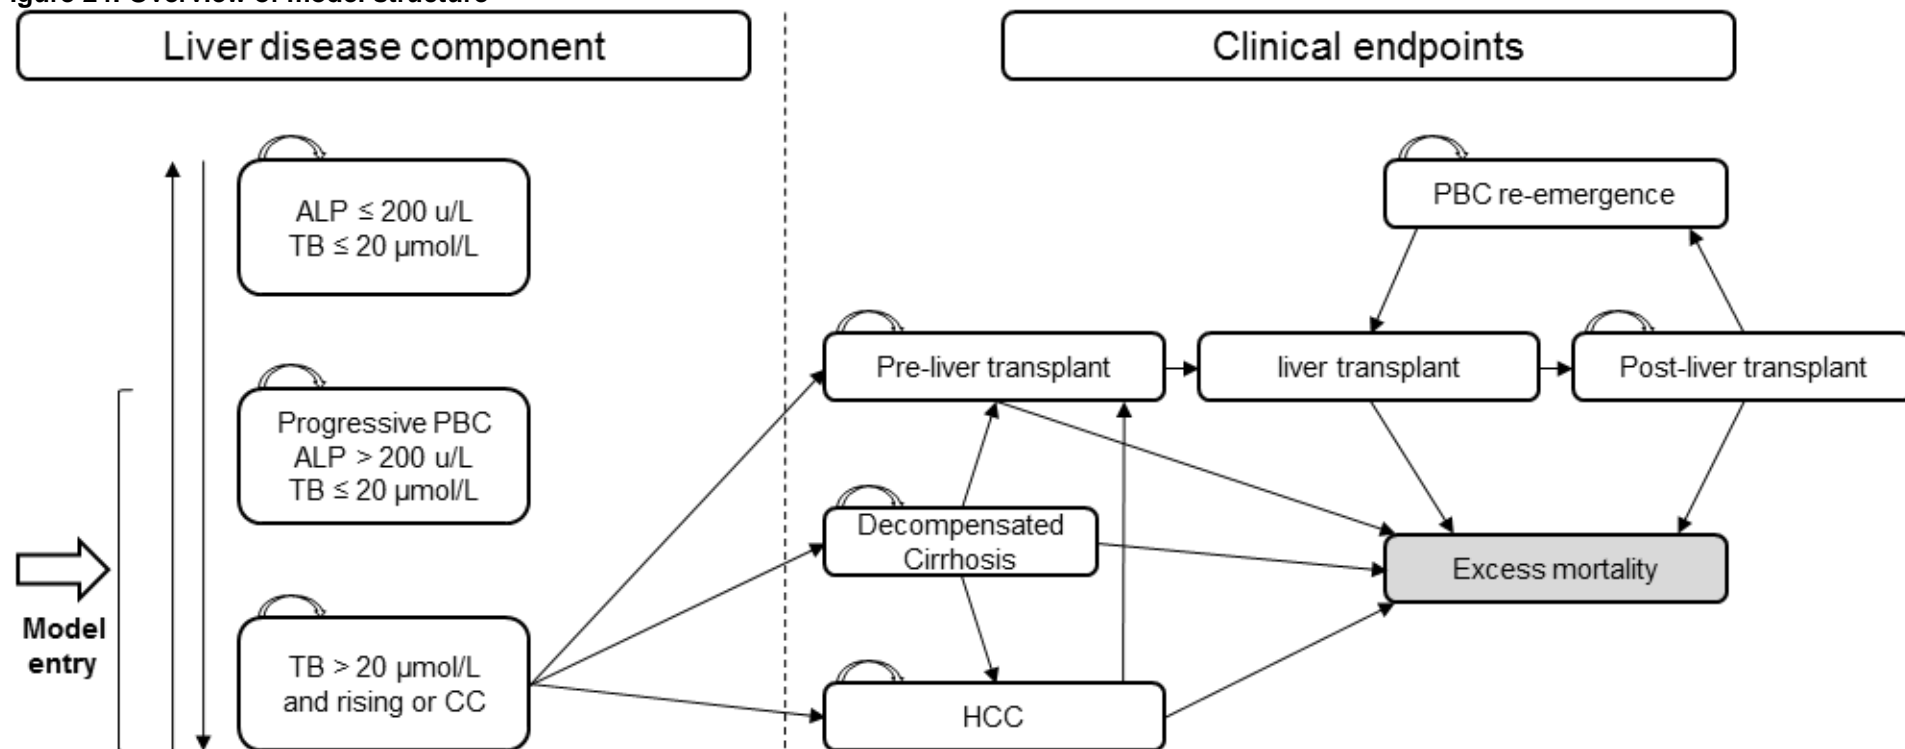 Liver disease component
Clinical endpoints
ALP ≤ 200 u/L
TB ≤ 20 µmol/L
Progressive PBC
ALP > 200 u/L
TB ≤ 20 µmol/L
Model
entry
TB > 20 µmol/L
and rising or CC
PBC re-emergence
Pre-liver transplant
liver transplant
Post-liver transplant
Decompensated
Cirrhosis
Excess mortality
HCC